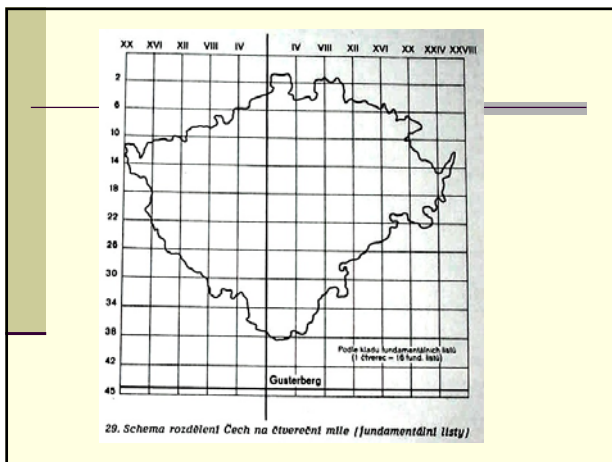 XX XVI XII VIII IV IV VIII XII XVI XX XXIV XXVIII
2
6
10
14
18
22
26
30
34
38
42
45
Podle kladu fundamentálních listů
(1 čtverec – 16 fund. listů)
Gusterberg
29. Schema rozdělení Čech na čtvereční míle (fundamentální listy)